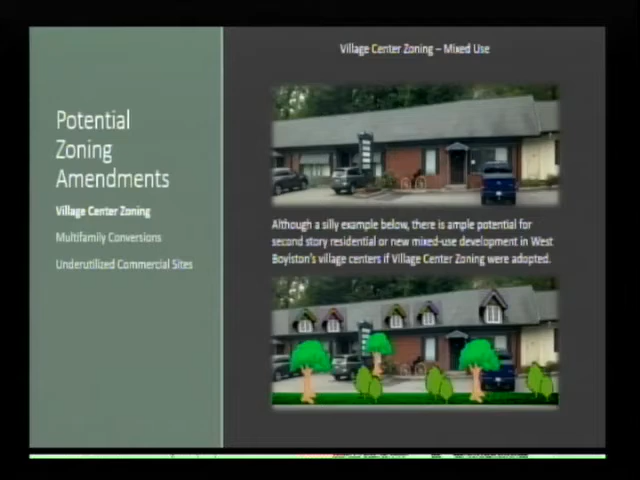 Village Center Zoning – Mixed Use
Potential
Zoning
Amendments
Village Center Zoning
Multifamily Conversions
Underutilized Commercial Sites
Although a silly example below, there is ample potential for
second story residential or new mixed-use development in West
Boylston's village centers if Village Center Zoning were adopted.